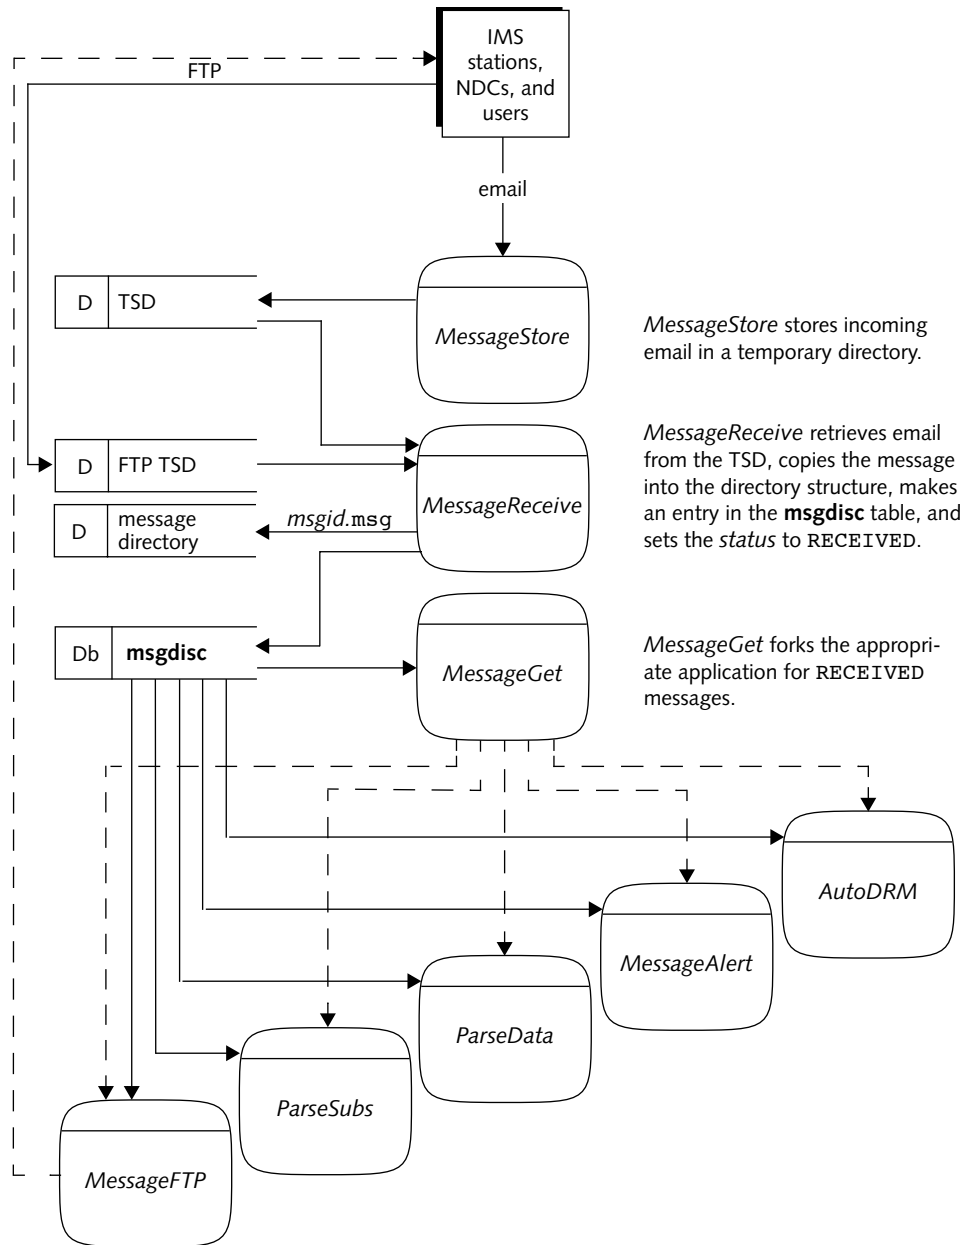 IMS
stations,
NDCs, and
users
FTP
email
D TSD
MessageStore
MessageStore stores incoming
email in a temporary directory.
D FTP TSD
MessageReceive
MessageReceive retrieves email
from the TSD, copies the message
into the directory structure, makes
an entry in the msgdisc table, and
sets the status to RECEIVED.
D message
directory
msgid.msg
Db msgdisc
MessageGet
MessageGet forks the appropri-
ate application for RECEIVED
messages.
AutoDRM
MessageAlert
ParseData
ParseSubs
MessageFTP